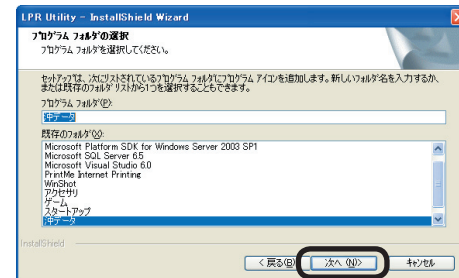 LPR Utility - InstallShield Wizard
ﾌﾟﾛｸﾞﾗﾑ ﾌｫﾙﾀﾞの選択
ﾌﾟﾛｸﾞﾗﾑ ﾌｫﾙﾀﾞを選択してください。
ｾｯﾄｱｯﾌﾟは、次にﾘｽﾄされているﾌﾟﾛｸﾞﾗﾑ ﾌｫﾙﾀﾞにﾌﾟﾛｸﾞﾗﾑ ｱｲｺﾝを追加します。新しいﾌｫﾙﾀﾞ名を入力するか、
または既存のﾌｫﾙﾀﾞ ﾘｽﾄから1つを選択することもできます。
ﾌﾟﾛｸﾞﾗﾑ ﾌｫﾙﾀﾞ(P):
沖データ
既存のﾌｫﾙﾀﾞ(X):
Microsoft Platform SDK for Windows Server 2003 SP1
Microsoft SQL Server 6.5
Microsoft Visual Studio 6.0
PrintMe Internet Printing
WinShot
アクセサリ
ゲーム
スタートアップ
沖データ
InstallShield
< 戻る(B)
次へ (N)>
ｷｬﾝｾﾙ